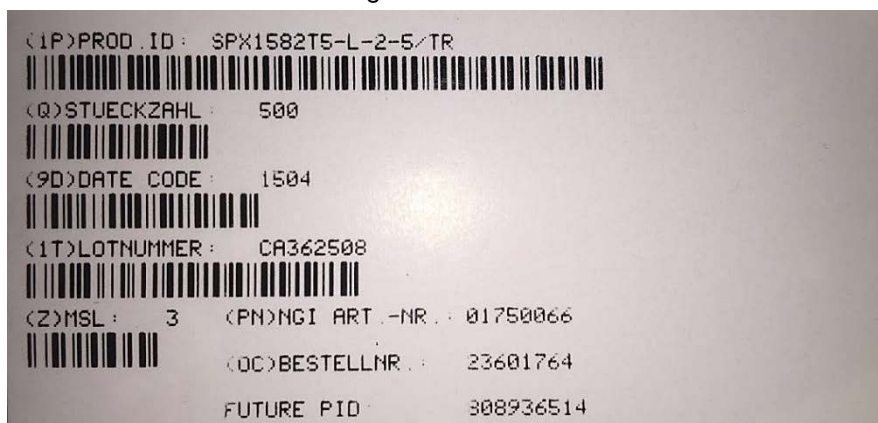 (1P)PROD.ID: SPX1582T5-L-2-5/TR
(Q)STUECKZAHL: 500
(9D)DATE CODE: 1504
(1T)LOTNUMMER: CA362508
(Z)MSL: 3 (PN)NGI ART.-NR.: 01750066
(OC)BESTELLNR.: 23601764
FUTURE PID: 808936514